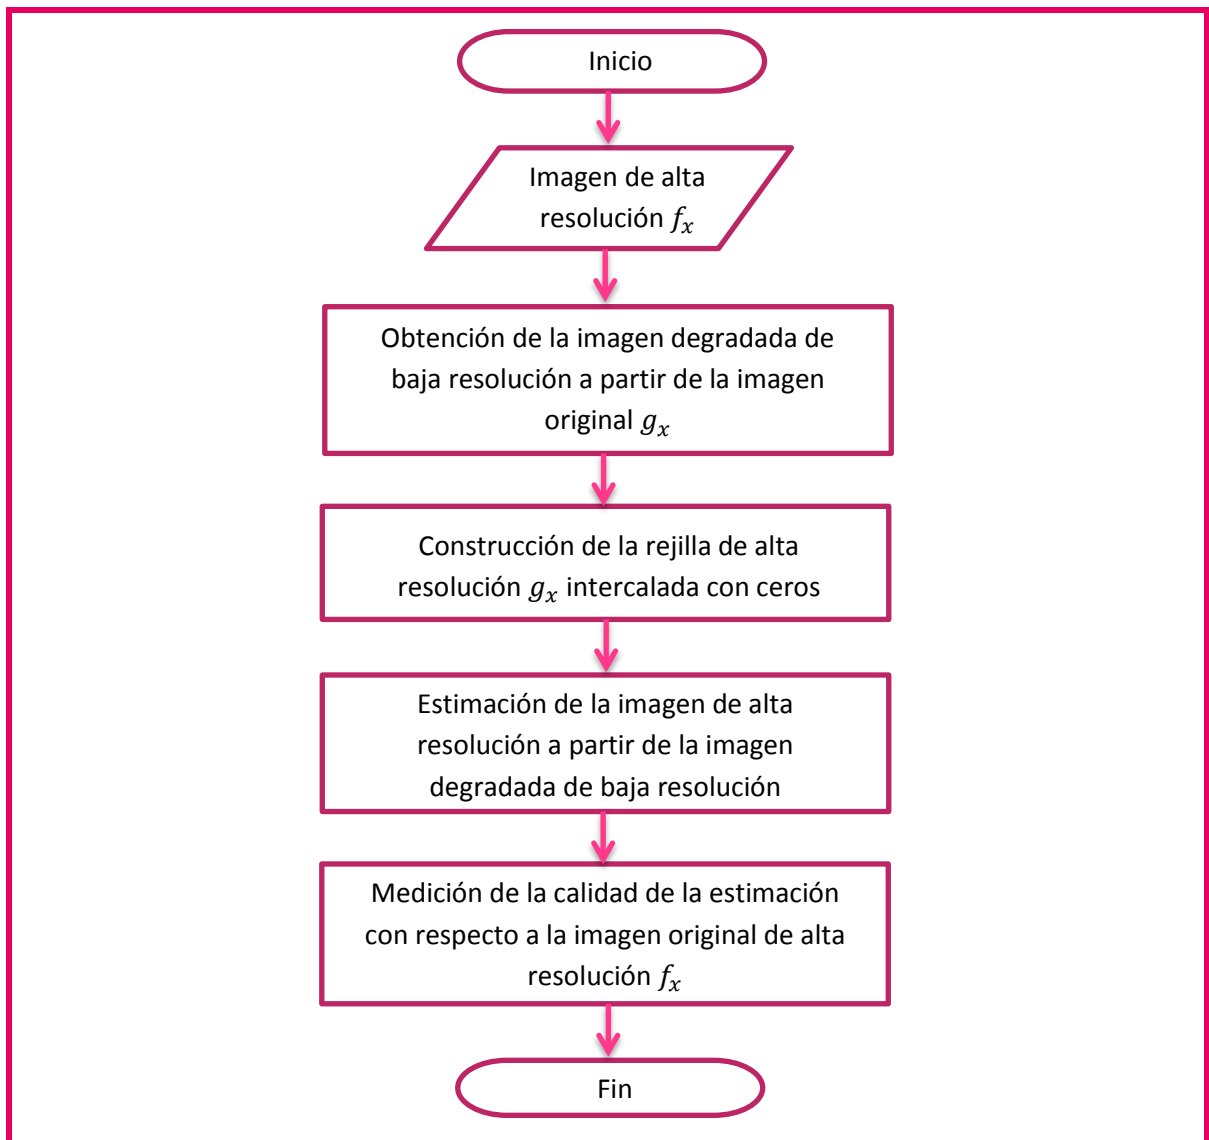 Inicio
Imagen de alta
resolución fₓ
Obtención de la imagen degradada de
baja resolución a partir de la imagen
original gₓ
Construcción de la rejilla de alta
resolución gₓ intercalada con ceros
Estimación de la imagen de alta
resolución a partir de la imagen
degradada de baja resolución
Medición de la calidad de la estimación
con respecto a la imagen original de alta
resolución fₓ
Fin